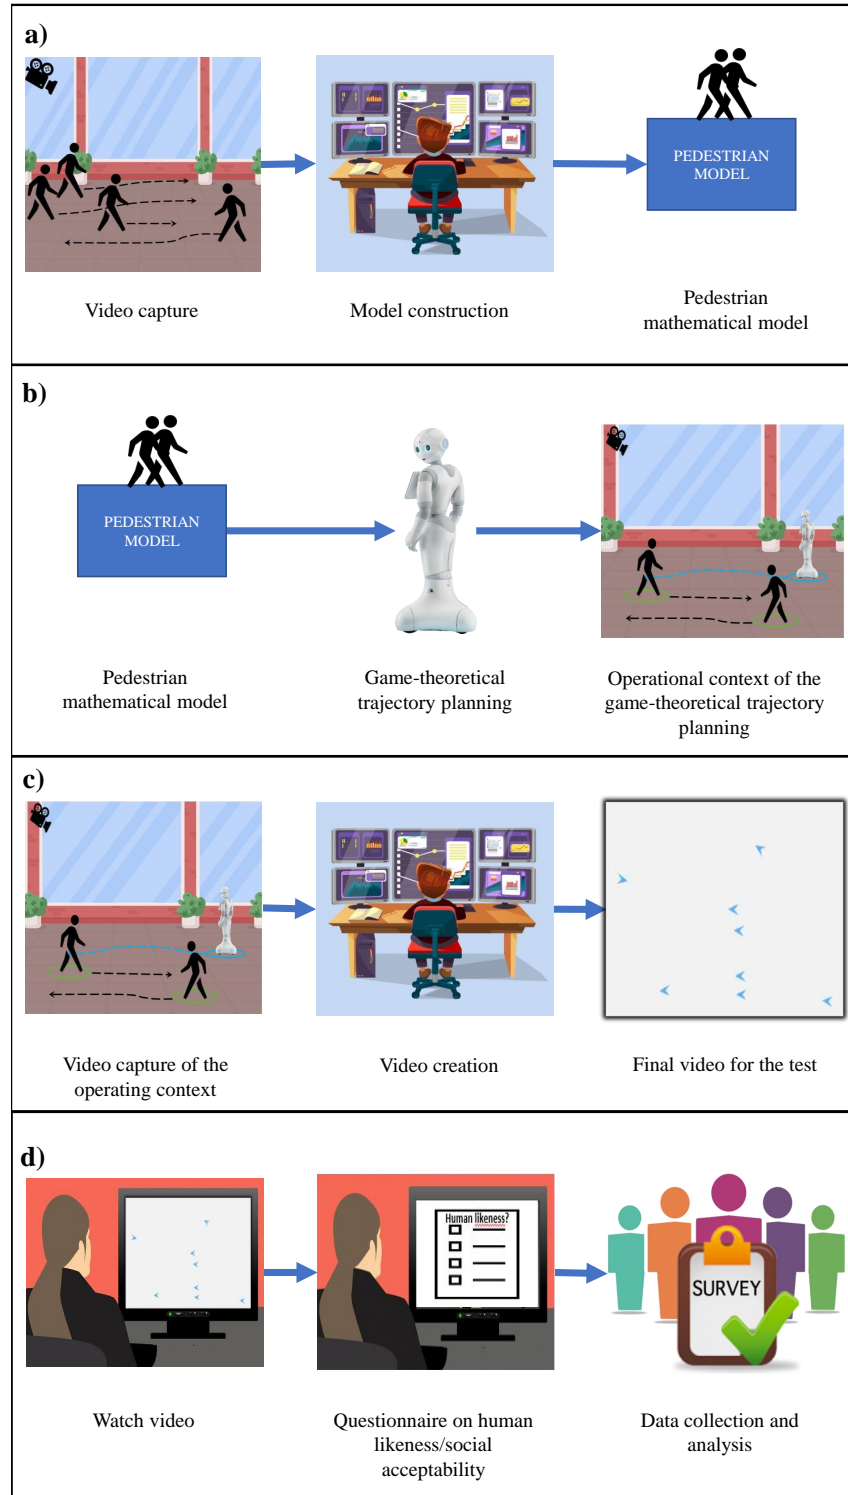 a)
PEDESTRIAN
MODEL
Video capture
Model construction
Pedestrian
mathematical model
b)
PEDESTRIAN
MODEL
Pedestrian
mathematical model
Game-theoretical
trajectory planning
Operational context of the
game-theoretical trajectory
planning
c)
Video capture of the
operating context
Video creation
Final video for the test
d)
Human likeness?
SURVEY
Watch video
Questionnaire on human
likeness/social
acceptability
Data collection and
analysis